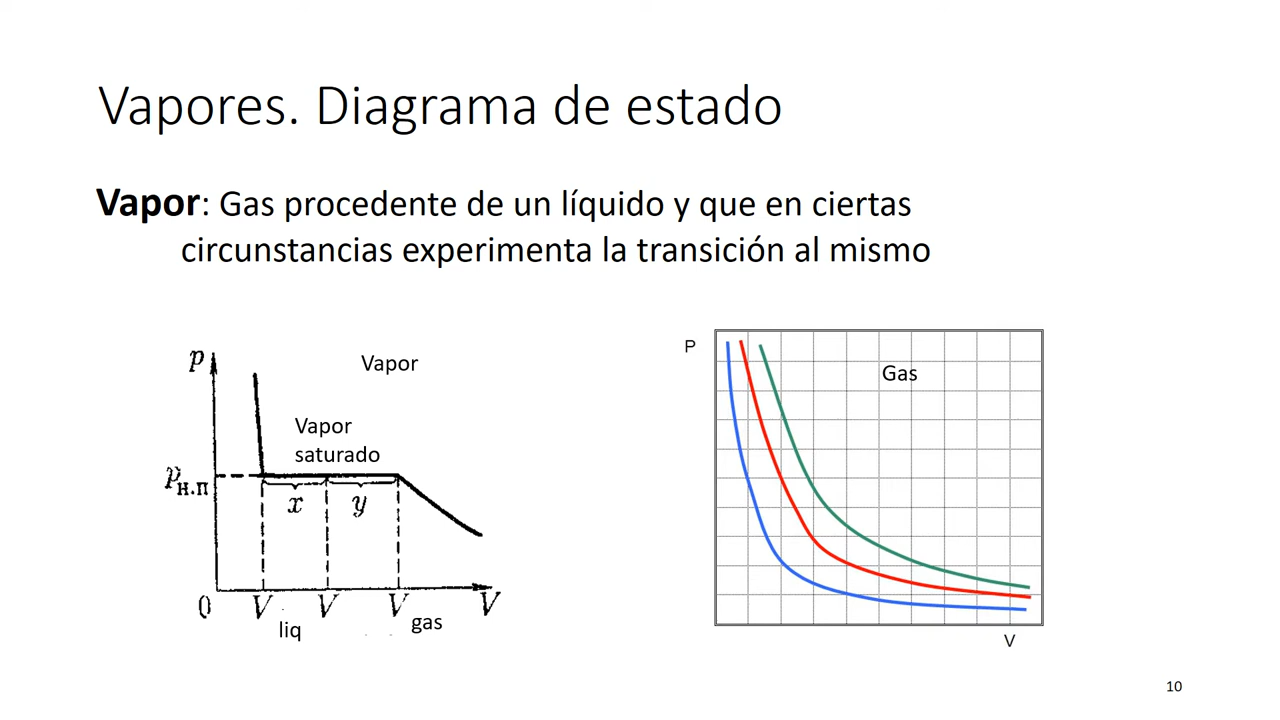 Vapores. Diagrama de estado
Vapor: Gas procedente de un líquido y que en ciertas
circunstancias experimenta la transición al mismo
p
Vapor
Vapor
saturado
pн.п
x
y
0
V
liq
V
V
gas
V
P
Gas
V
10